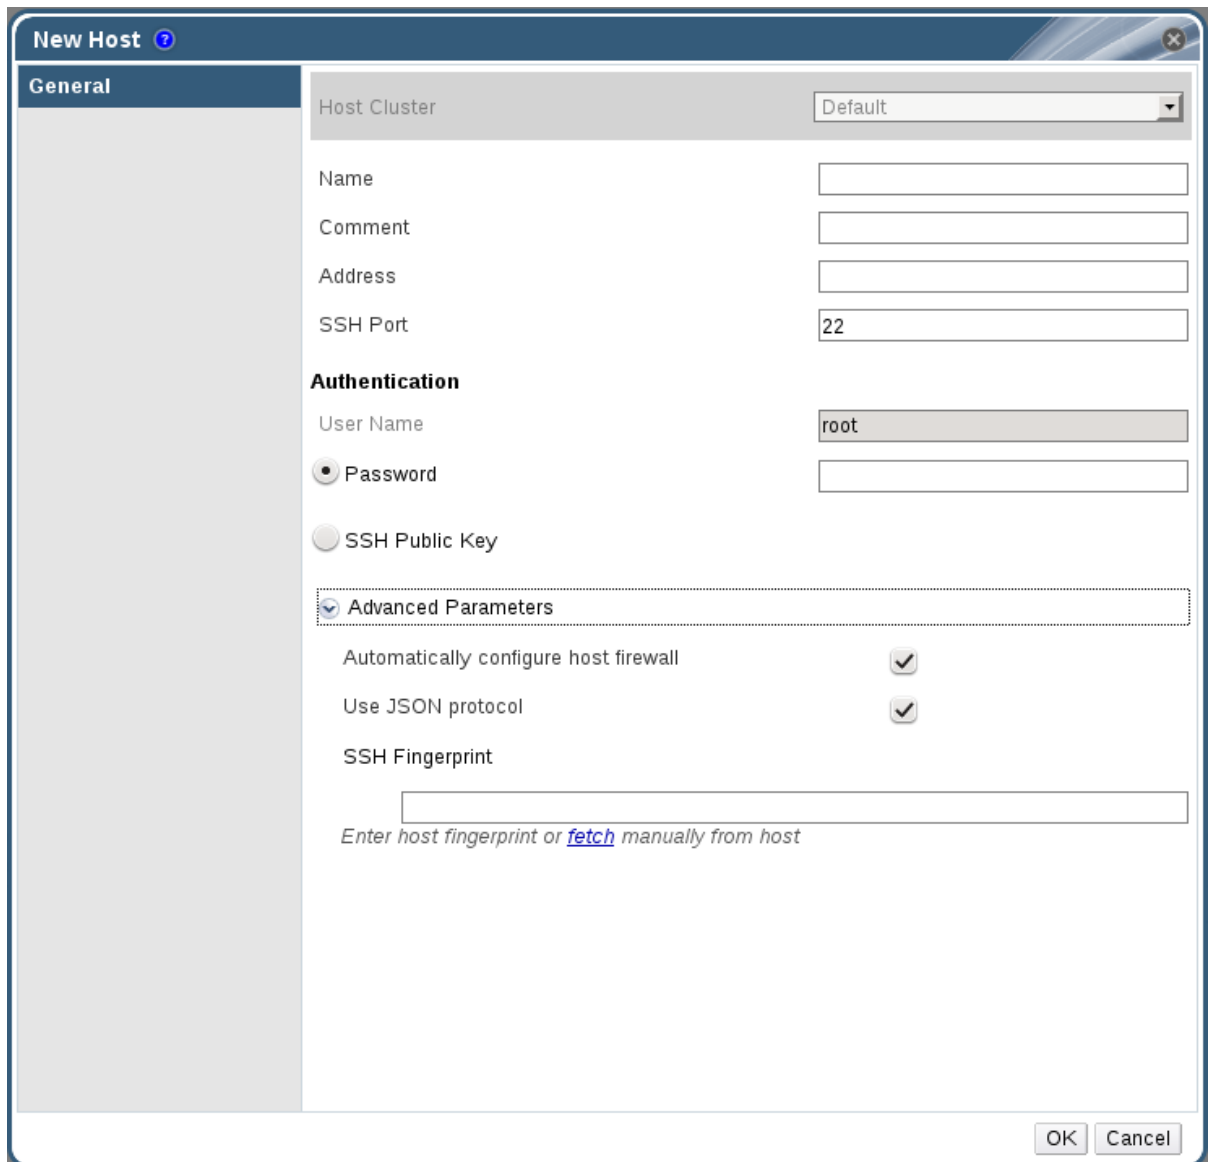 New Host ?
General
Host Cluster Default
Name
Comment
Address
SSH Port 22
Authentication
User Name root
Password
SSH Public Key
Advanced Parameters
Automatically configure host firewall
Use JSON protocol
SSH Fingerprint
Enter host fingerprint or fetch manually from host
OK Cancel